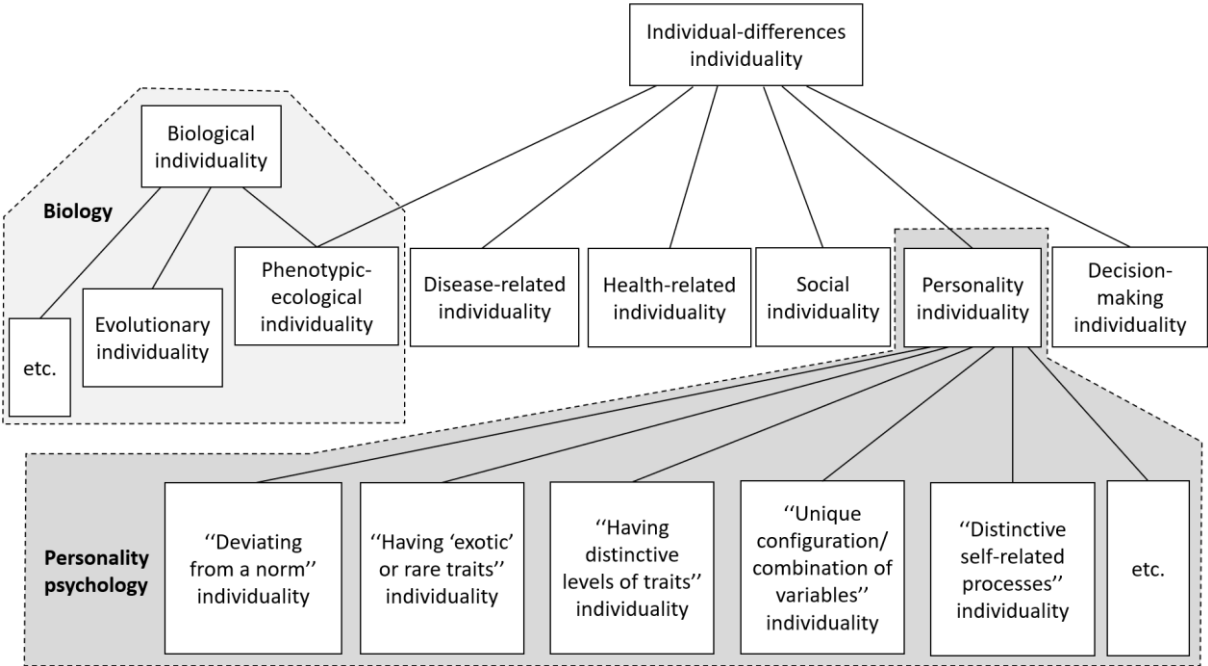 Individual-differences
individuality
Biological
individuality
Biology
Phenotypic-
ecological
individuality
Disease-related
individuality
Health-related
individuality
Social
individuality
Personality
individuality
Decision-
making
individuality
Evolutionary
individuality
etc.
Personality
psychology
‘‘Deviating
from a norm’’
individuality
‘‘Having ‘exotic’
or rare traits’’
individuality
‘‘Having
distinctive
levels of traits’’
individuality
‘‘Unique
configuration/
combination of
variables’’
individuality
‘‘Distinctive
self-related
processes’’
individuality
etc.